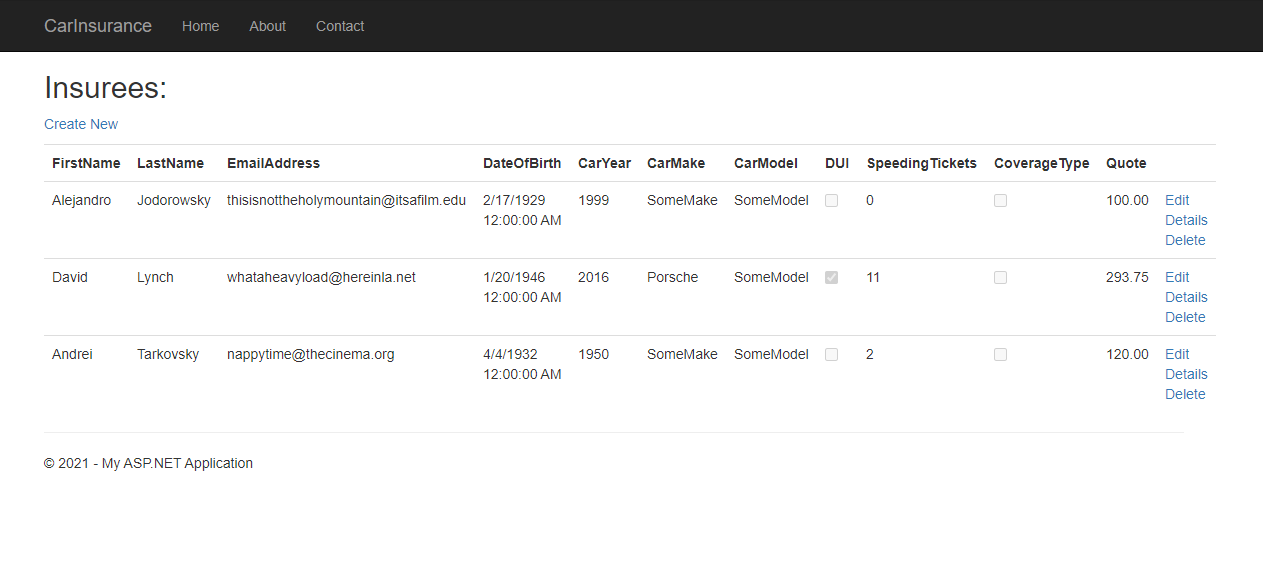 CarInsurance Home About Contact
Insurees:
Create New
FirstName LastName EmailAddress DateOfBirth CarYear CarMake CarModel DUI SpeedingTickets CoverageType Quote
Alejandro Jodorowsky thisisnottheholymountain@itsafilm.edu 2/17/1929 1999 SomeMake SomeModel 0 100.00 Edit
12:00:00 AM Details
Delete
David Lynch whataheavyload@hereinla.net 1/20/1946 2016 Porsche SomeModel 11 293.75 Edit
12:00:00 AM Details
Delete
Andrei Tarkovsky nappytime@thecinema.org 4/4/1932 1950 SomeMake SomeModel 2 120.00 Edit
12:00:00 AM Details
Delete
© 2021 - My ASP.NET Application